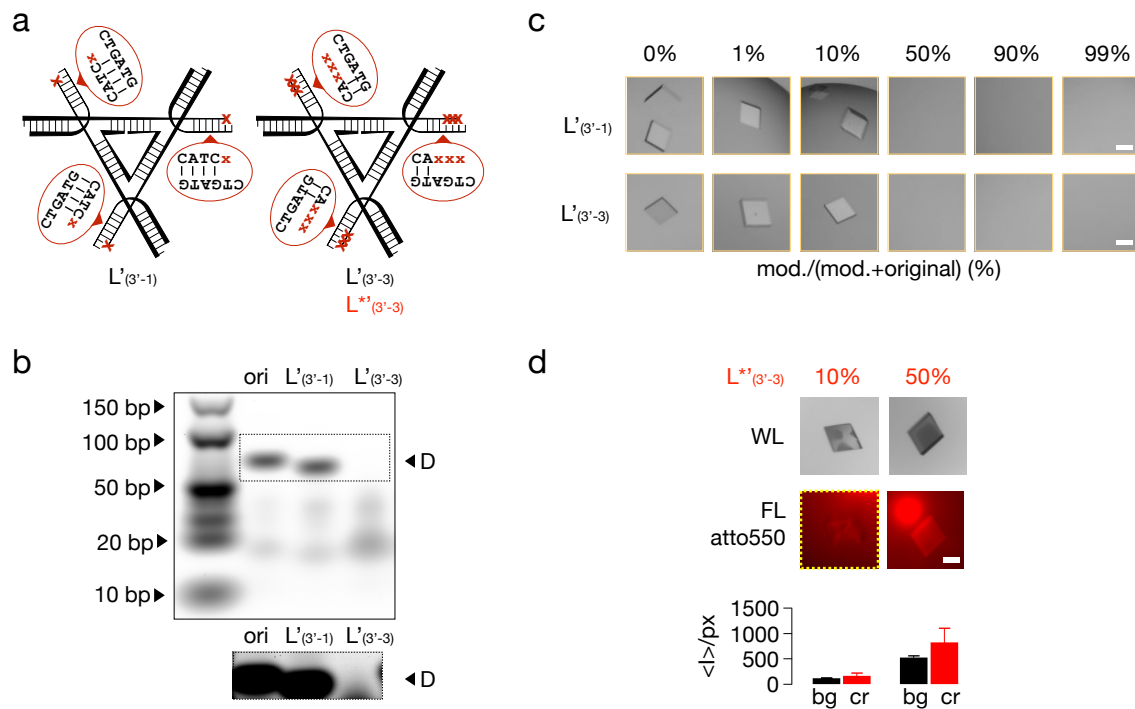 a
CTGATG
CATCx
CATCx
CTGATG
CTGATG
CATCx
L'(3'-1)
CTGATG
CAxxx
CAxxx
CTGATG
CTGATG
CAxxx
L'(3'-3)
L*'(3'-3)
b
ori L'(3'-1) L'(3'-3)
150 bp
100 bp
D
50 bp
20 bp
10 bp
ori L'(3'-1) L'(3'-3)
D
c
0% 1% 10% 50% 90% 99%
L'(3'-1)
L'(3'-3)
mod./(mod.+original) (%)
d
L*'(3'-3) 10% 50%
WL
FL
atto550
<I>/px
1500
1000
500
0
bg cr bg cr